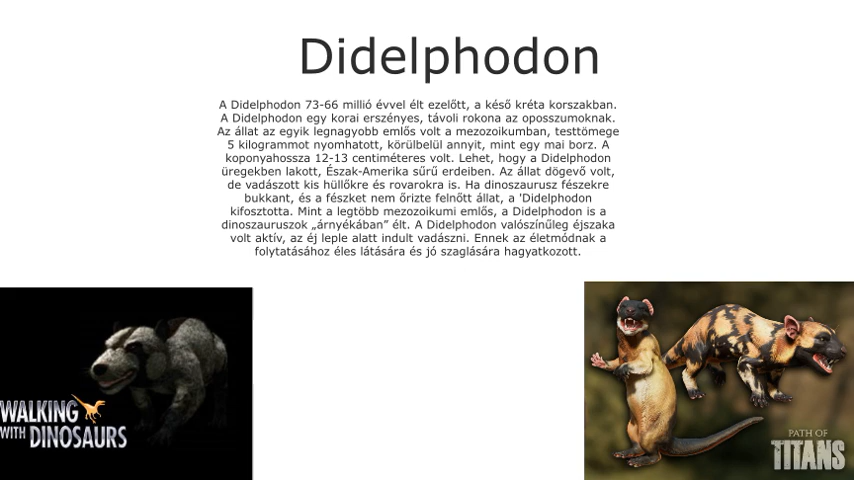 Didelphodon
A Didelphodon 73-66 millió évvel élt ezelőtt, a késő kréta korszakban.
A Didelphodon egy korai erszényes, távoli rokona az oposszumoknak.
Az állat az egyik legnagyobb emlős volt a mezozoikumban, testtömege
5 kilogrammot nyomhatott, körülbelül annyit, mint egy mai borz. A
koponyahossza 12-13 centiméteres volt. Lehet, hogy a Didelphodon
üregekben lakott, Észak-Amerika sűrű erdeiben. Az állat dögevő volt,
de vadászott kis hüllőkre és rovarokra is. Ha dinoszaurusz fészekre
bukkant, és a fészket nem őrizte felnőtt állat, a 'Didelphodon
kifosztotta. Mint a legtöbb mezozoikumi emlős, a Didelphodon is a
dinoszauruszok „árnyékában” élt. A Didelphodon valószínűleg éjszaka
volt aktív, az éj leple alatt indult vadászni. Ennek az életmódnak a
folytatásához éles látására és jó szaglására hagyatkozott.
WALKING
WITH DINOSAURS
PATH OF
TITANS